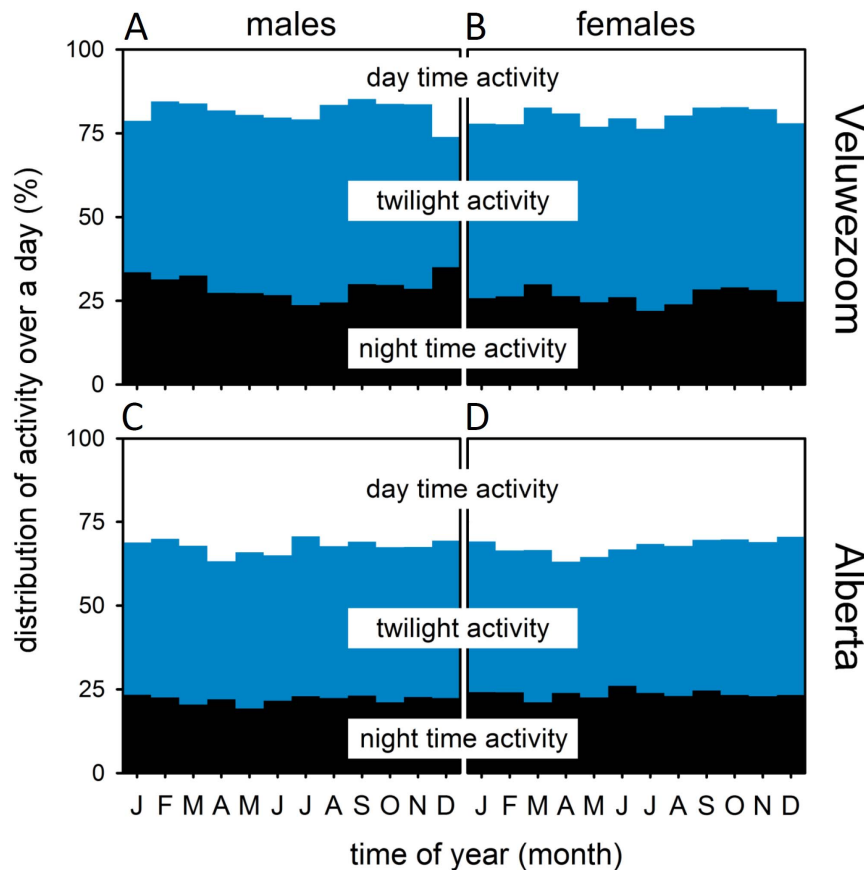 A males B females
distribution of activity over a day (%)
100
75
50
25
0
day time activity
twilight activity
night time activity
Veluwezoom
J F M A M J J A S O N D J F M A M J J A S O N D
C D
100
75
50
25
0
day time activity
twilight activity
night time activity
Alberta
J F M A M J J A S O N D J F M A M J J A S O N D
time of year (month)